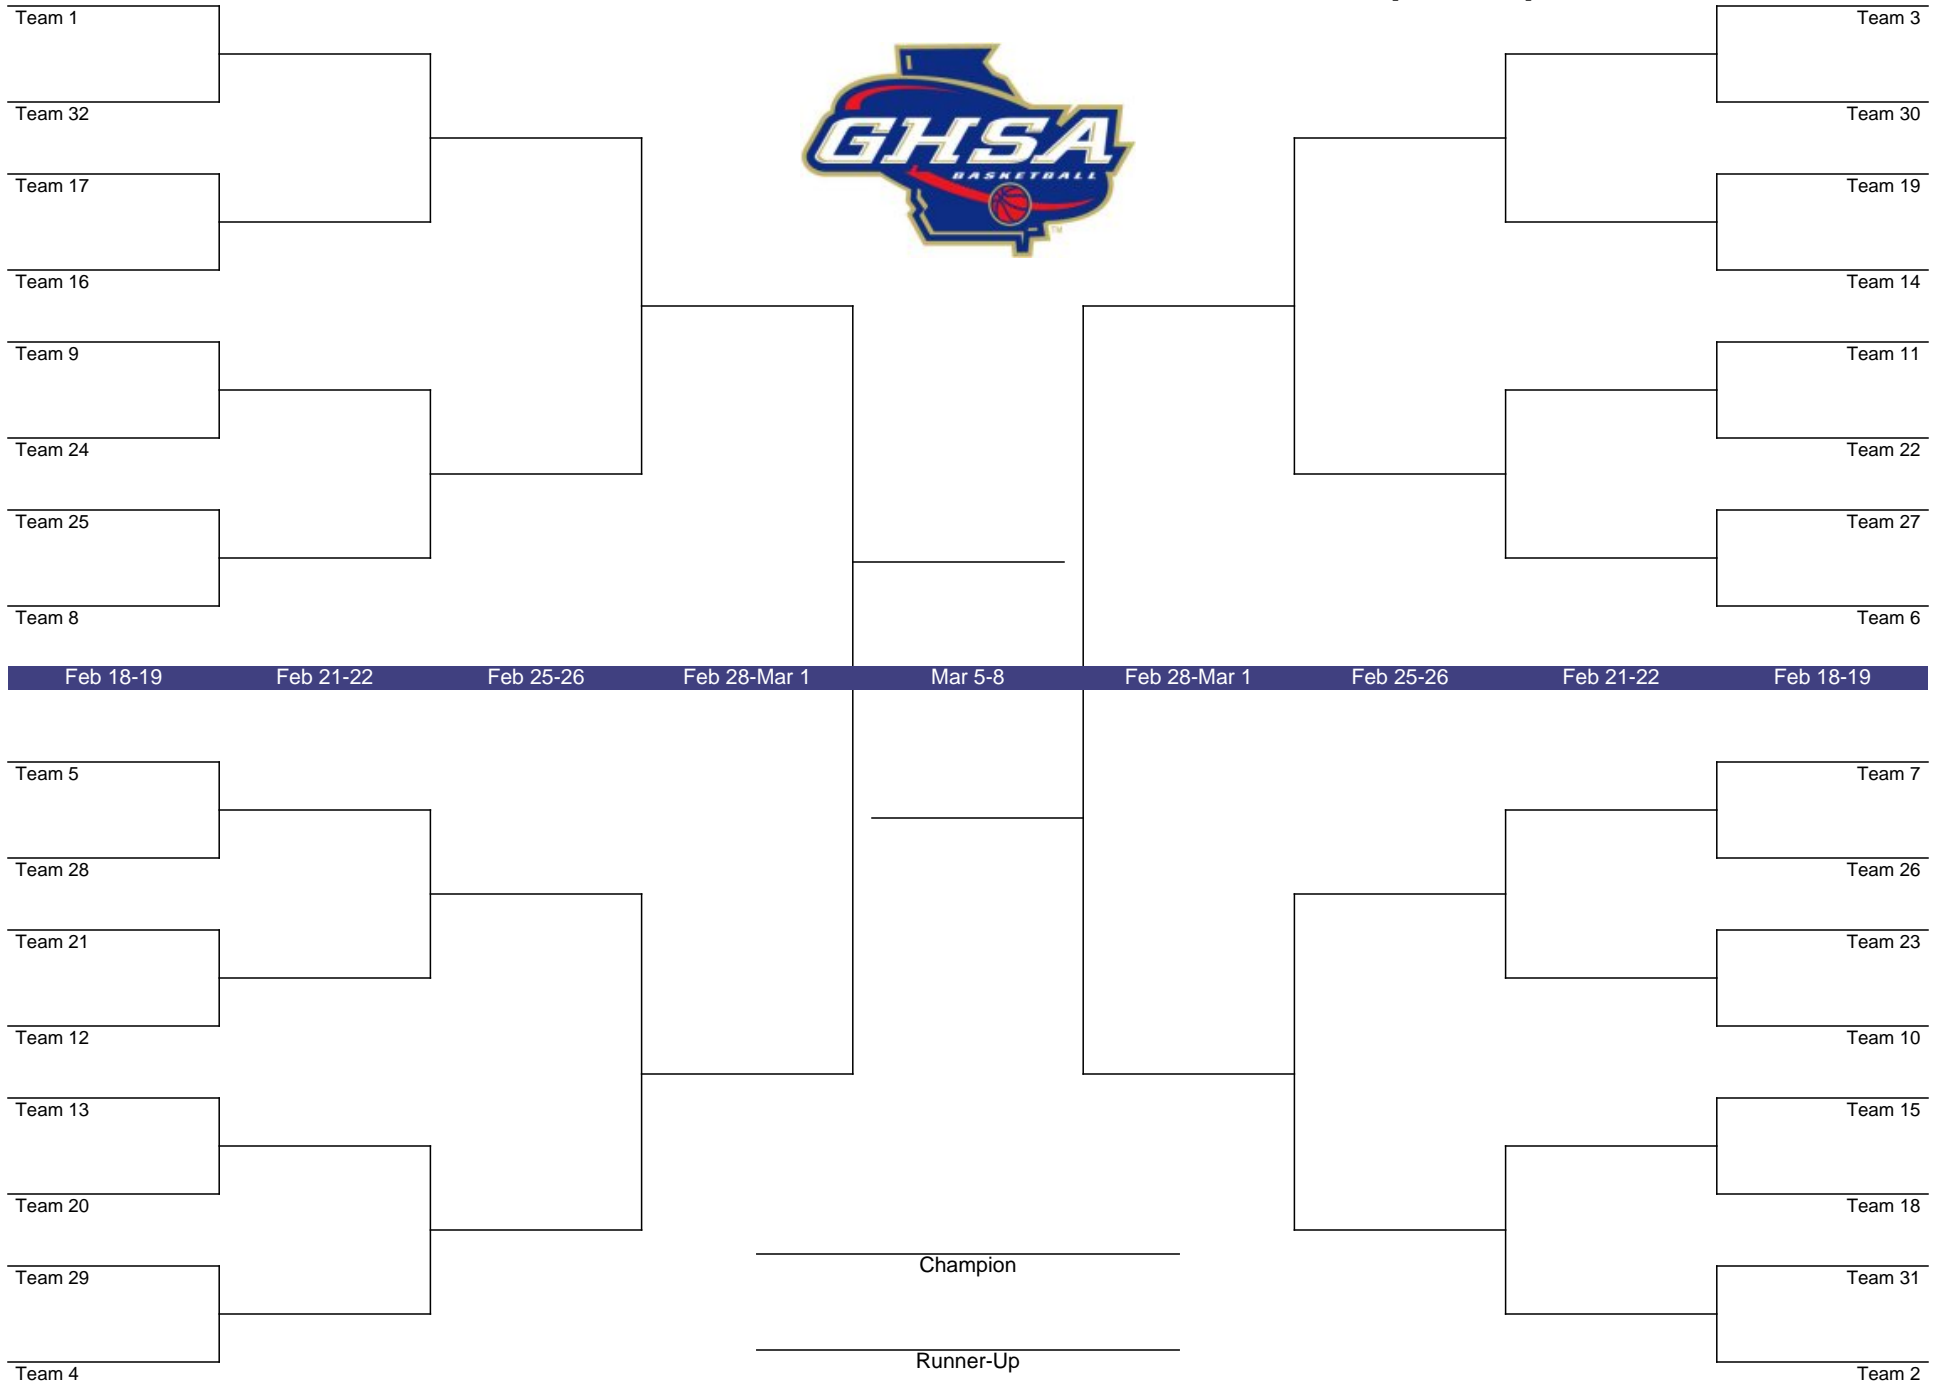 Team 1
Team 32
Team 17
Team 16
Team 9
Team 24
Team 25
Team 8
GHSA
BASKETBALL
TM
Team 3
Team 30
Team 19
Team 14
Team 11
Team 22
Team 27
Team 6
Feb 18-19 Feb 21-22 Feb 25-26 Feb 28-Mar 1 Mar 5-8 Feb 28-Mar 1 Feb 25-26 Feb 21-22 Feb 18-19
Team 5
Team 28
Team 21
Team 12
Team 13
Team 20
Team 29
Team 4
Champion
Runner-Up
Team 7
Team 26
Team 23
Team 10
Team 15
Team 18
Team 31
Team 2